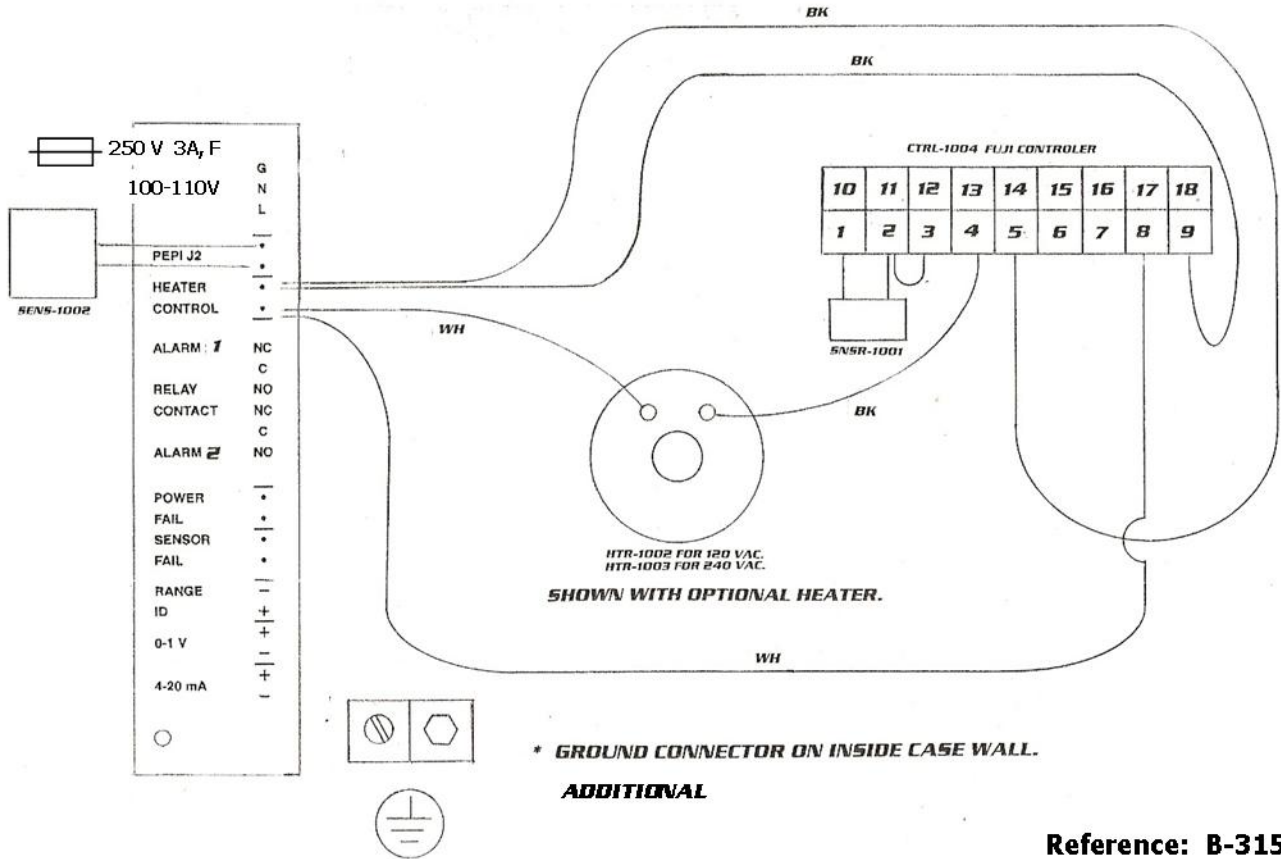 BK
BK
250 V 3A, F
100-110V
G
N
L
PEPI J2
HEATER
CONTROL
SENS-1002
ALARM : 1 NC
C
RELAY NO
CONTACT NC
C
ALARM 2 NO
POWER
FAIL
SENSOR
FAIL
RANGE −
ID +
0-1 V +
−
4-20 mA +
−
CTRL-1004 FUJI CONTROLER
10 11 12 13 14 15 16 17 18
1 2 3 4 5 6 7 8 9
SNSR-1001
WH
BK
HTR-1002 FOR 120 VAC.
HTR-1003 FOR 240 VAC.
SHOWN WITH OPTIONAL HEATER.
WH
* GROUND CONNECTOR ON INSIDE CASE WALL.
ADDITIONAL
Reference: B-315